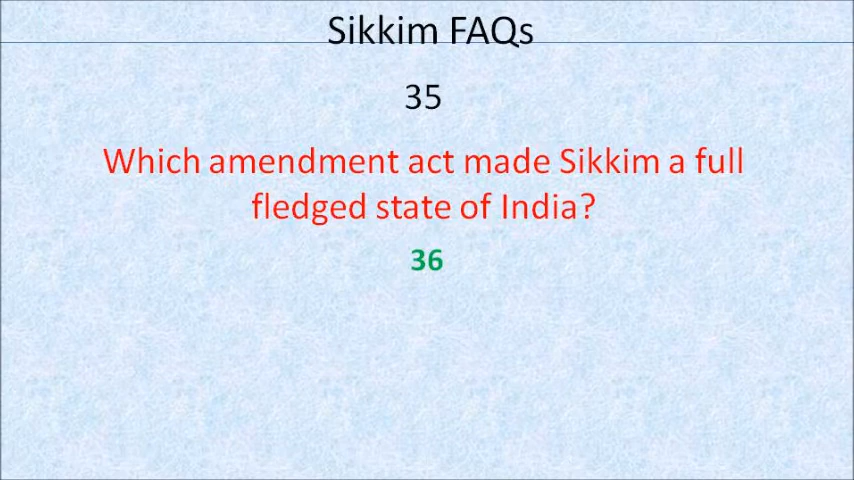 Sikkim FAQs
35
Which amendment act made Sikkim a full
fledged state of India?
36